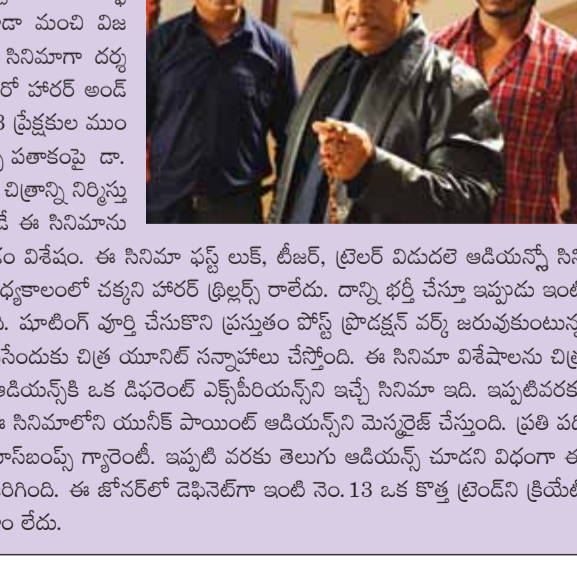 డా మంచి విజ
సినిమాగా దర్శ
రో హారర్ అండ్
3 ప్రేక్షకుల ముం
పతాకంపై డా.
చిత్రాన్ని నిర్మిస్తు
డే ఈ సినిమాను
ం విశేషం. ఈ సినిమా ఫస్ట్ లుక్, టీజర్, ట్రైలర్ విడుదలై ఆడియన్స్లో సిని
ధ్యకాలంలో చక్కని హారర్ థ్రిల్లర్స్ రాలేదు. దాన్ని భర్తీ చేస్తూ ఇప్పుడు ఇంటి
ది. షూటింగ్ పూర్తి చేసుకొని ప్రస్తుతం పోస్ట్ ప్రొడక్షన్ వర్క్ జరుపుకుంటున్న
సేందుకు చిత్ర యూనిట్ సన్నాహాలు చేస్తోంది. ఈ సినిమా విశేషాలను చిత్ర
ఆడియన్స్‌కి ఒక డిఫరెంట్ ఎక్స్‌పీరియన్స్‌ని ఇచ్చే సినిమా ఇది. ఇప్పటివరకు
ఈ సినిమాలోని యునీక్ పాయింట్ ఆడియన్స్‌ని మెస్మరైజ్ చేస్తుంది. ప్రతి పది
గూస్‌బంప్స్ గ్యారెంటీ. ఇప్పటి వరకు తెలుగు ఆడియన్స్ చూడని విధంగా ఈ
రిగింది. ఈ జోనర్‌లో డెఫినెట్‌గా ఇంటి నెం.13 ఒక కొత్త ట్రెండ్‌ని క్రియేట్
ం లేదు.